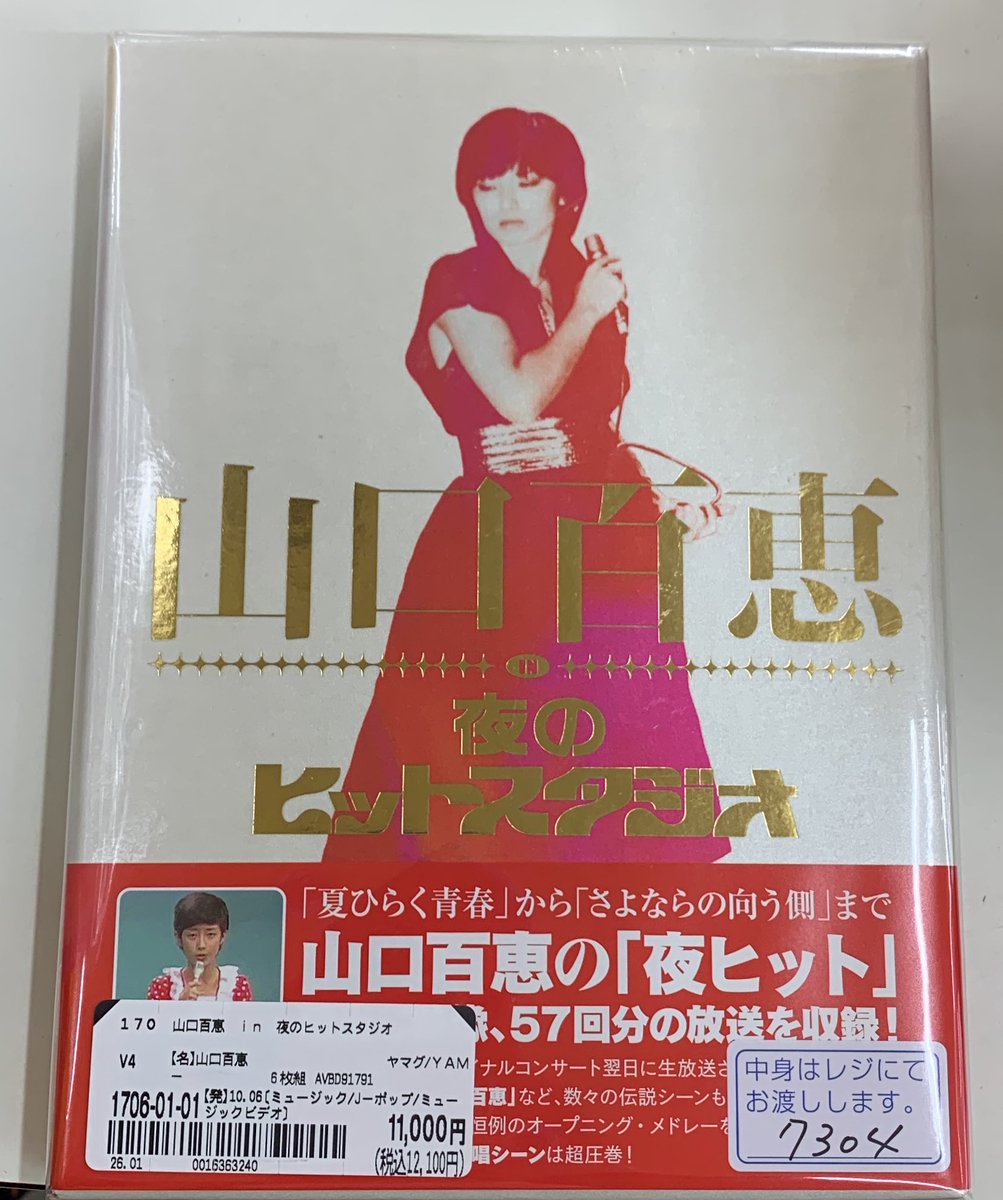 山口百恵
IN
夜の
ヒットスタジオ
「夏ひらく青春」から「さよならの向う側」まで
山口百恵の「夜ヒット」
、57回分の放送を収録!
ナルコンサート翌日に生放送さ
百恵」など、数々の伝説シーンも
恒例のオープニング・メドレーを
唱シーンは超圧巻!
170 山口百恵 in 夜のヒットスタジオ
V4 【名】山口百恵 ヤマグ/YAM
— 6枚組 AVBD91791
1706-01-01 【発】10.06〔ミュージック/Jーポップ/ミュー
ジックビデオ〕
11,000円
(税込12,100円)
26.01 0016363240
中身はレジにて
お渡しします。
7304